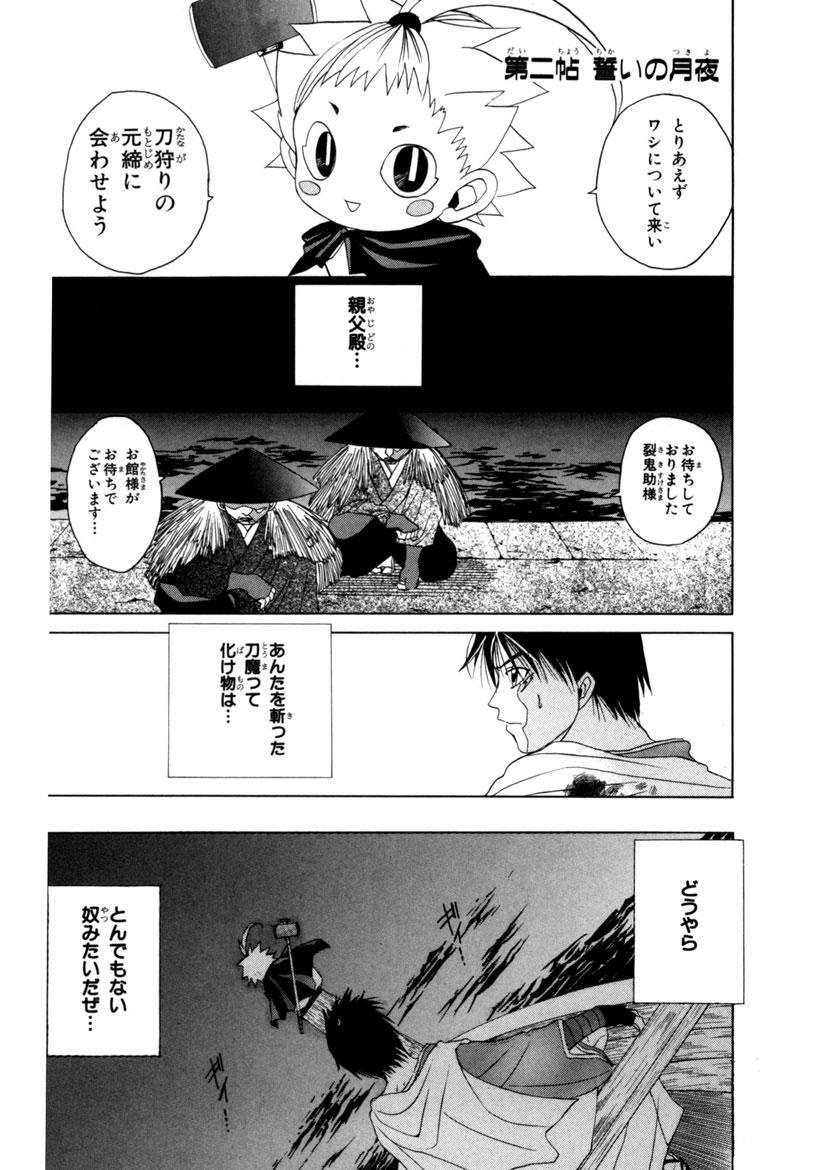 第二帖 誓いの月夜
とりあえず
ワシについて来い
刀狩りの
元締に
会わせよう
親父殿…
お待ちして
おりました
裂鬼助様
お館様が
お待ちで
ございます…
あんたを斬った
刀魔って
化け物は…
どうやら
ギィ…
ギィ…
とんでもない
奴みたいだぜ…